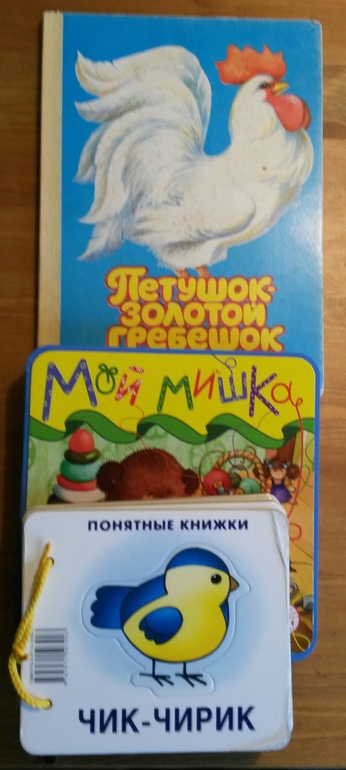 Петушок-
золотой
гребешок
Мой мишка
ПОНЯТНЫЕ КНИЖКИ
ЧИК-ЧИРИК